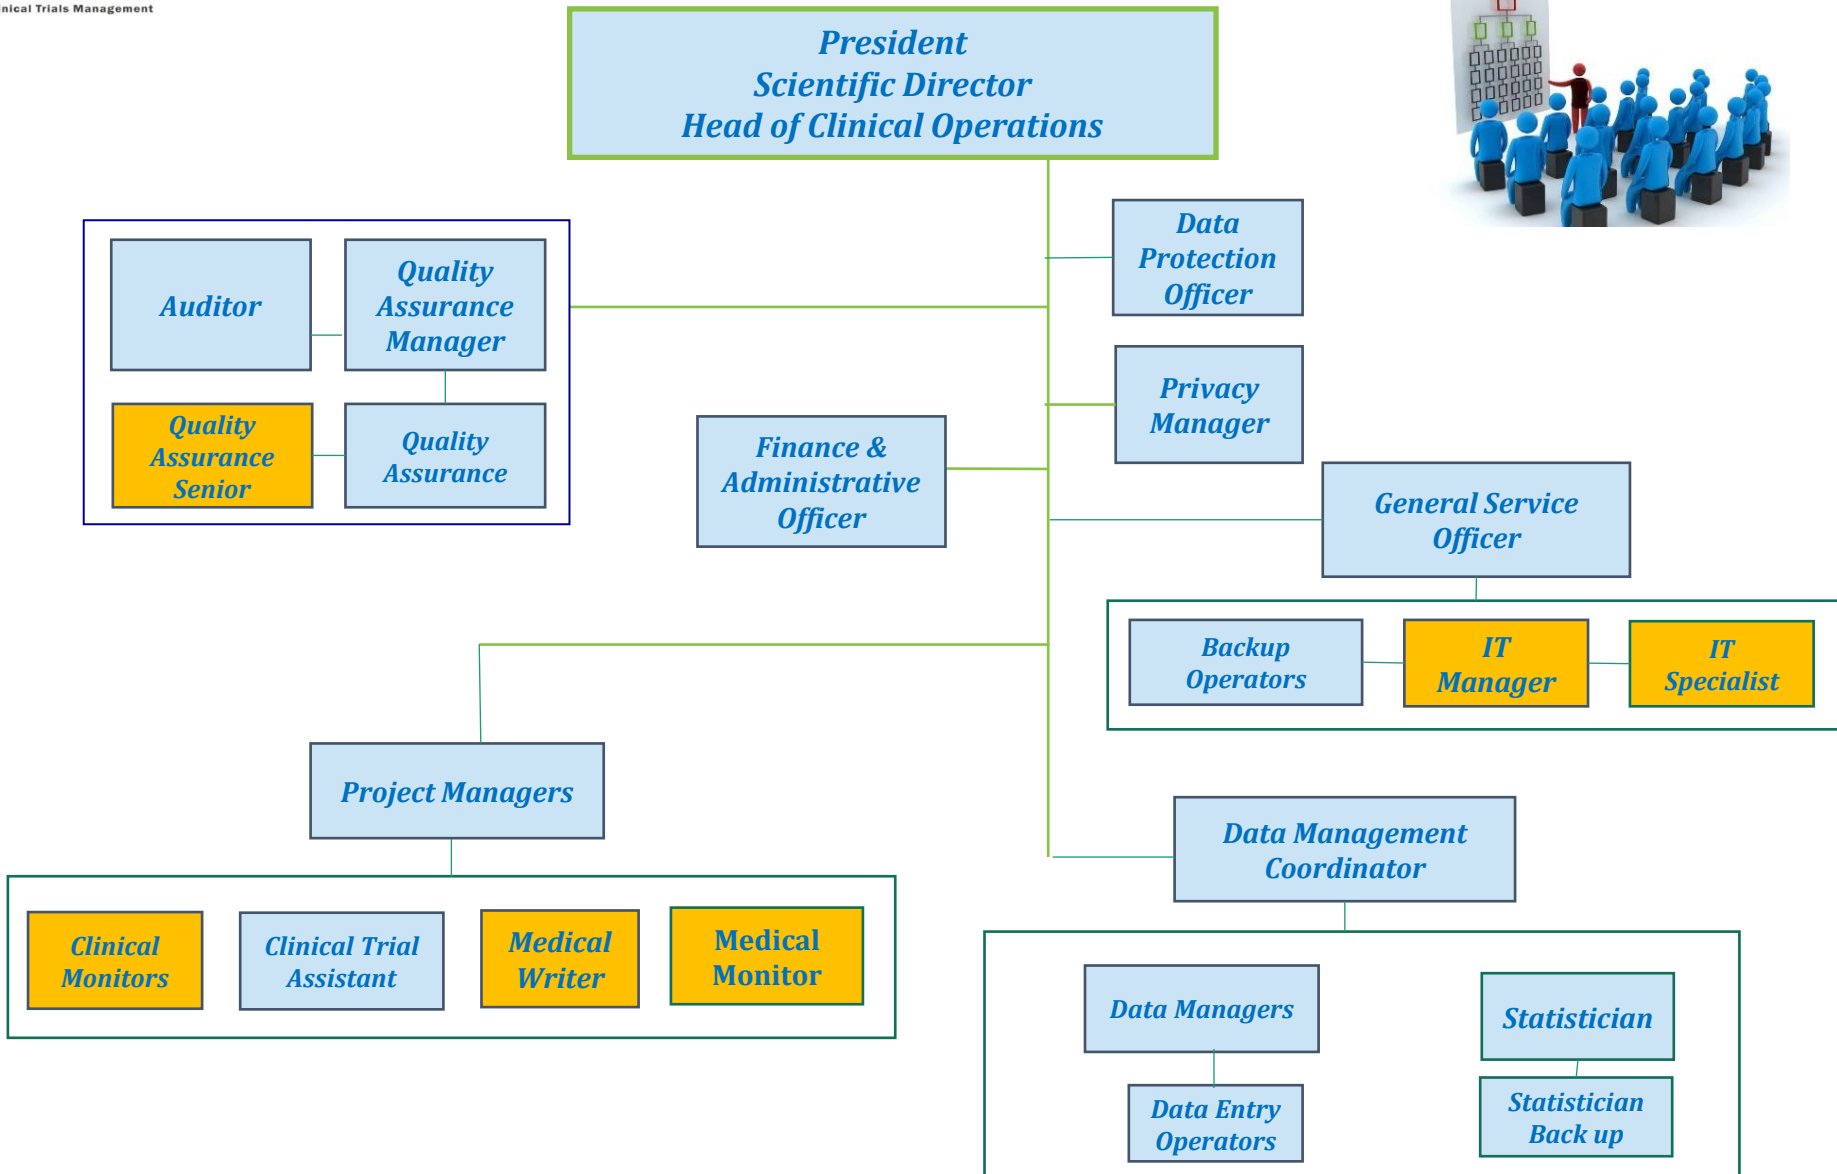 Clinical Trials Management
President
Scientific Director
Head of Clinical Operations
Auditor
Quality
Assurance
Manager
Quality
Assurance
Senior
Quality
Assurance
Data
Protection
Officer
Privacy
Manager
Finance &
Administrative
Officer
General Service
Officer
Backup
Operators
IT
Manager
IT
Specialist
Project Managers
Clinical
Monitors
Clinical Trial
Assistant
Medical
Writer
Medical
Monitor
Data Management
Coordinator
Data Managers
Data Entry
Operators
Statistician
Statistician
Back up